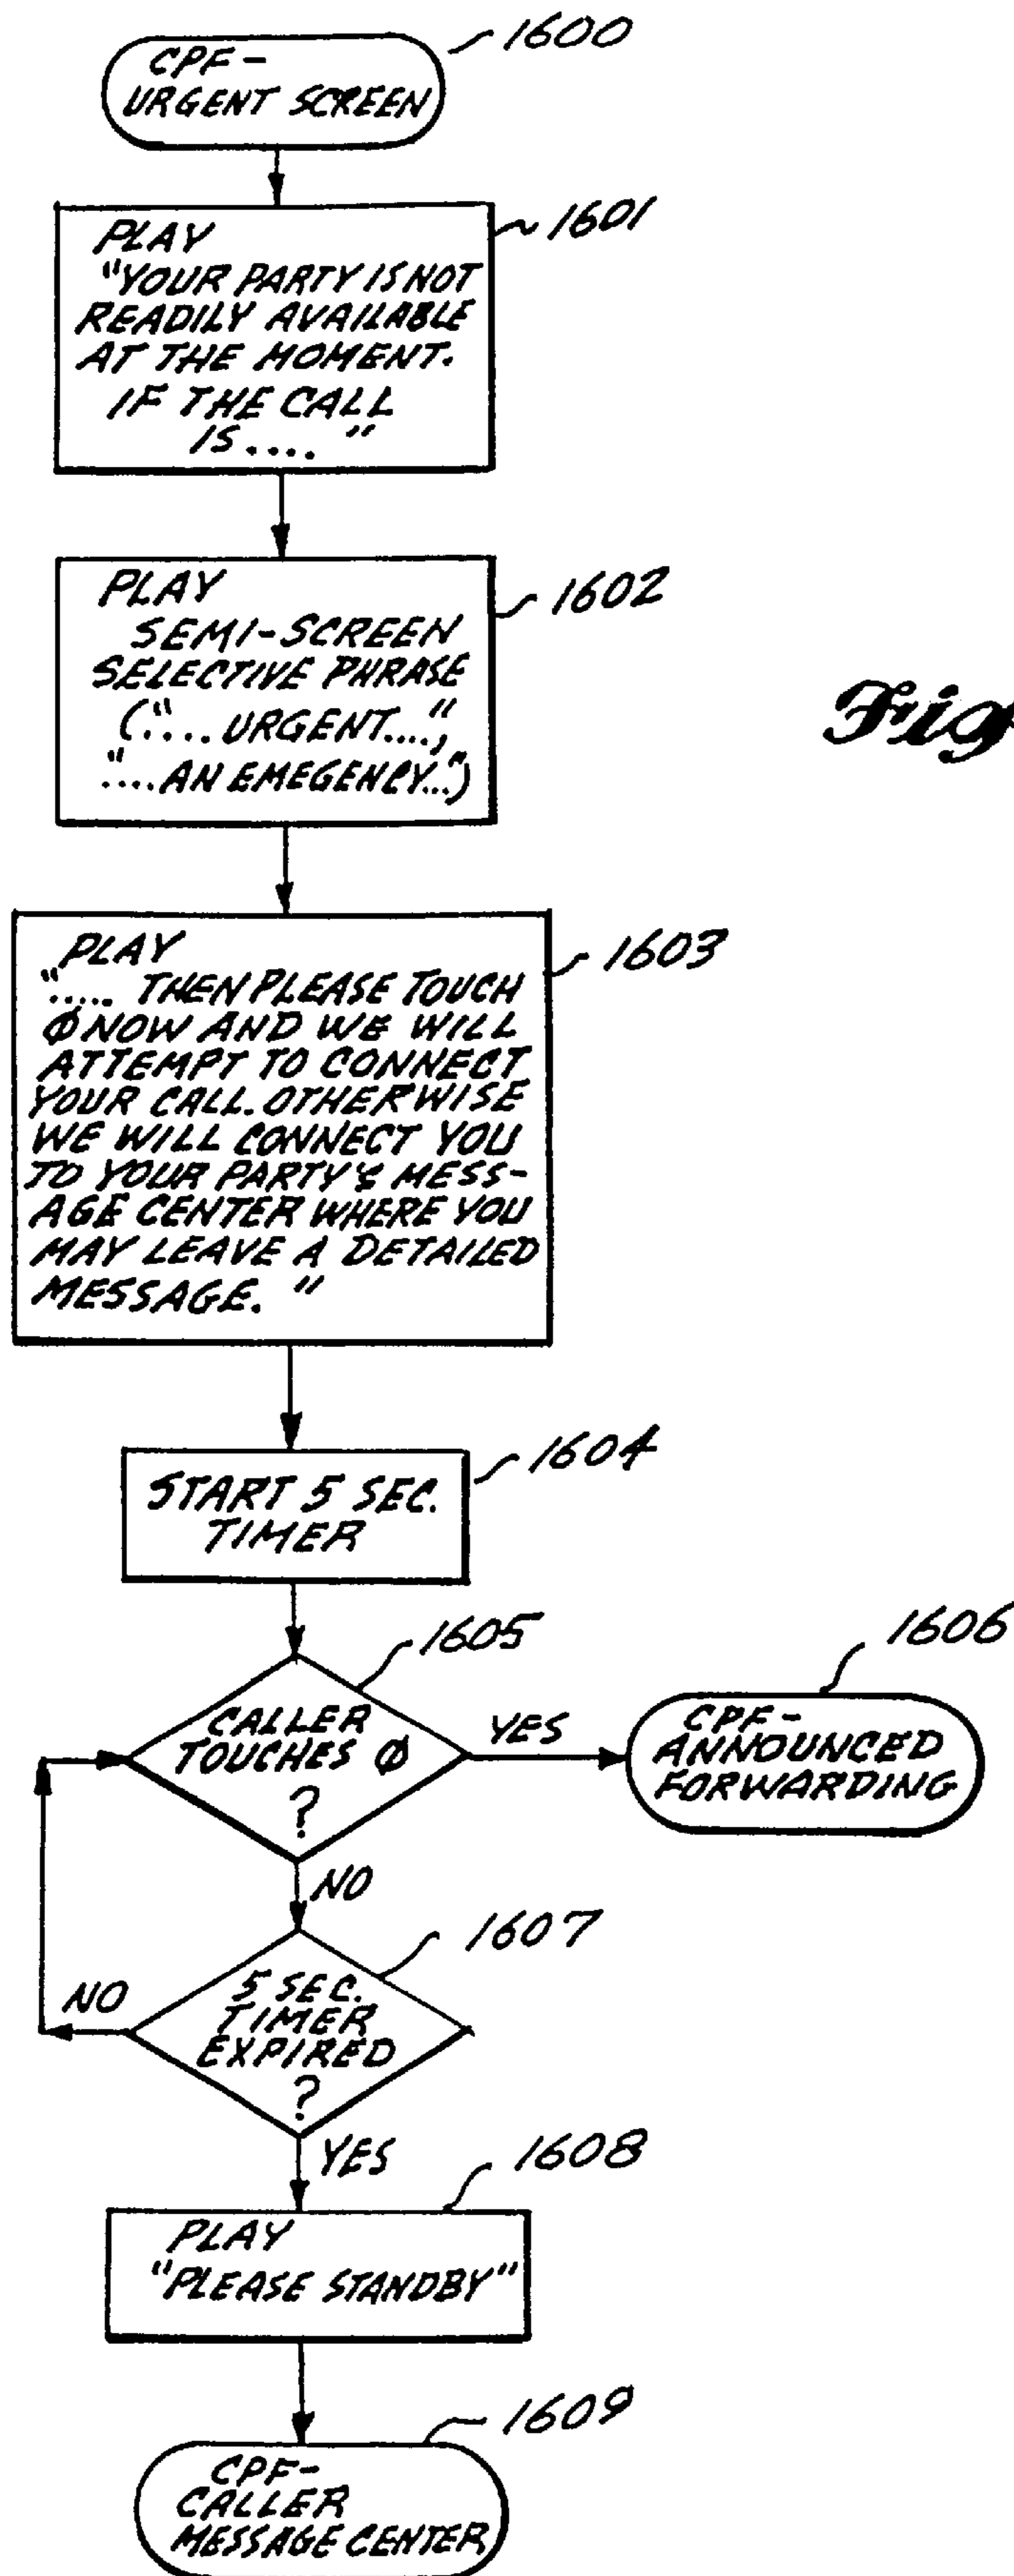 1600
CPF-
URGENT SCREEN
1601
PLAY
"YOUR PARTY IS NOT
READILY AVAILABLE
AT THE MOMENT.
IF THE CALL
IS.... "
1602
PLAY
SEMI-SCREEN
SELECTIVE PHRASE
("... URGENT....",
"....AN EMEGENCY...")
Fig
1603
PLAY
"..... THEN PLEASE TOUCH
Ø NOW AND WE WILL
ATTEMPT TO CONNECT
YOUR CALL. OTHERWISE
WE WILL CONNECT YOU
TO YOUR PARTY'S MESS-
AGE CENTER WHERE YOU
MAY LEAVE A DETAILED
MESSAGE. "
1604
START 5 SEC.
TIMER
1605
1606
CALLER
TOUCHES Ø
?
YES
CPF-
ANNOUNCED
FORWARDING
NO
1607
5 SEC.
TIMER
EXPIRED
?
NO
YES
1608
PLAY
"PLEASE STANDBY"
1609
CPF-
CALLER
MESSAGE CENTER